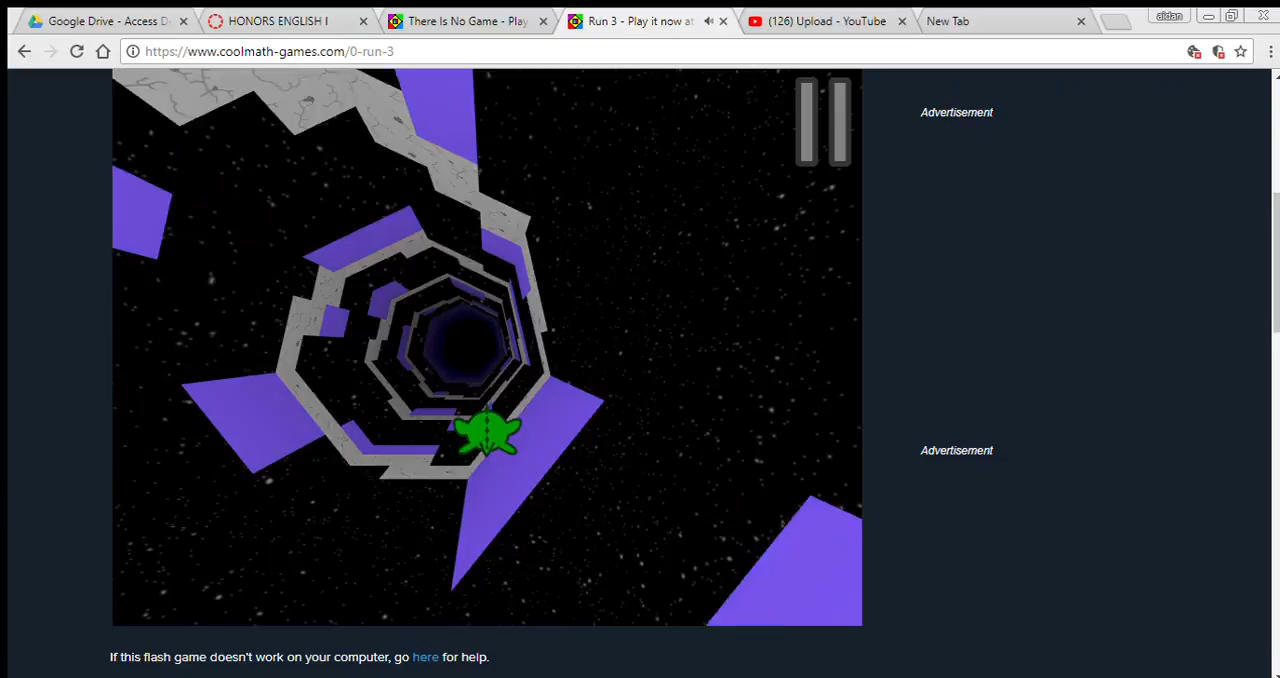 Google Drive - Access D
HONORS ENGLISH I
There Is No Game - Play
Run 3 - Play it now at
(126) Upload - YouTube
New Tab
aidan
https://www.coolmath-games.com/0-run-3
Advertisement
Advertisement
If this flash game doesn't work on your computer, go here for help.